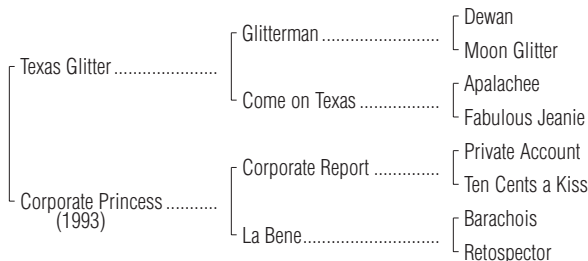 Dewan
Glitterman ........................
Moon Glitter
Texas Glitter .....................
Apalachee
Come on Texas ................
Fabulous Jeanie
Private Account
Corporate Report .............
Ten Cents a Kiss
Corporate Princess ..........
(1993)
Barachois
La Bene............................
Retospector